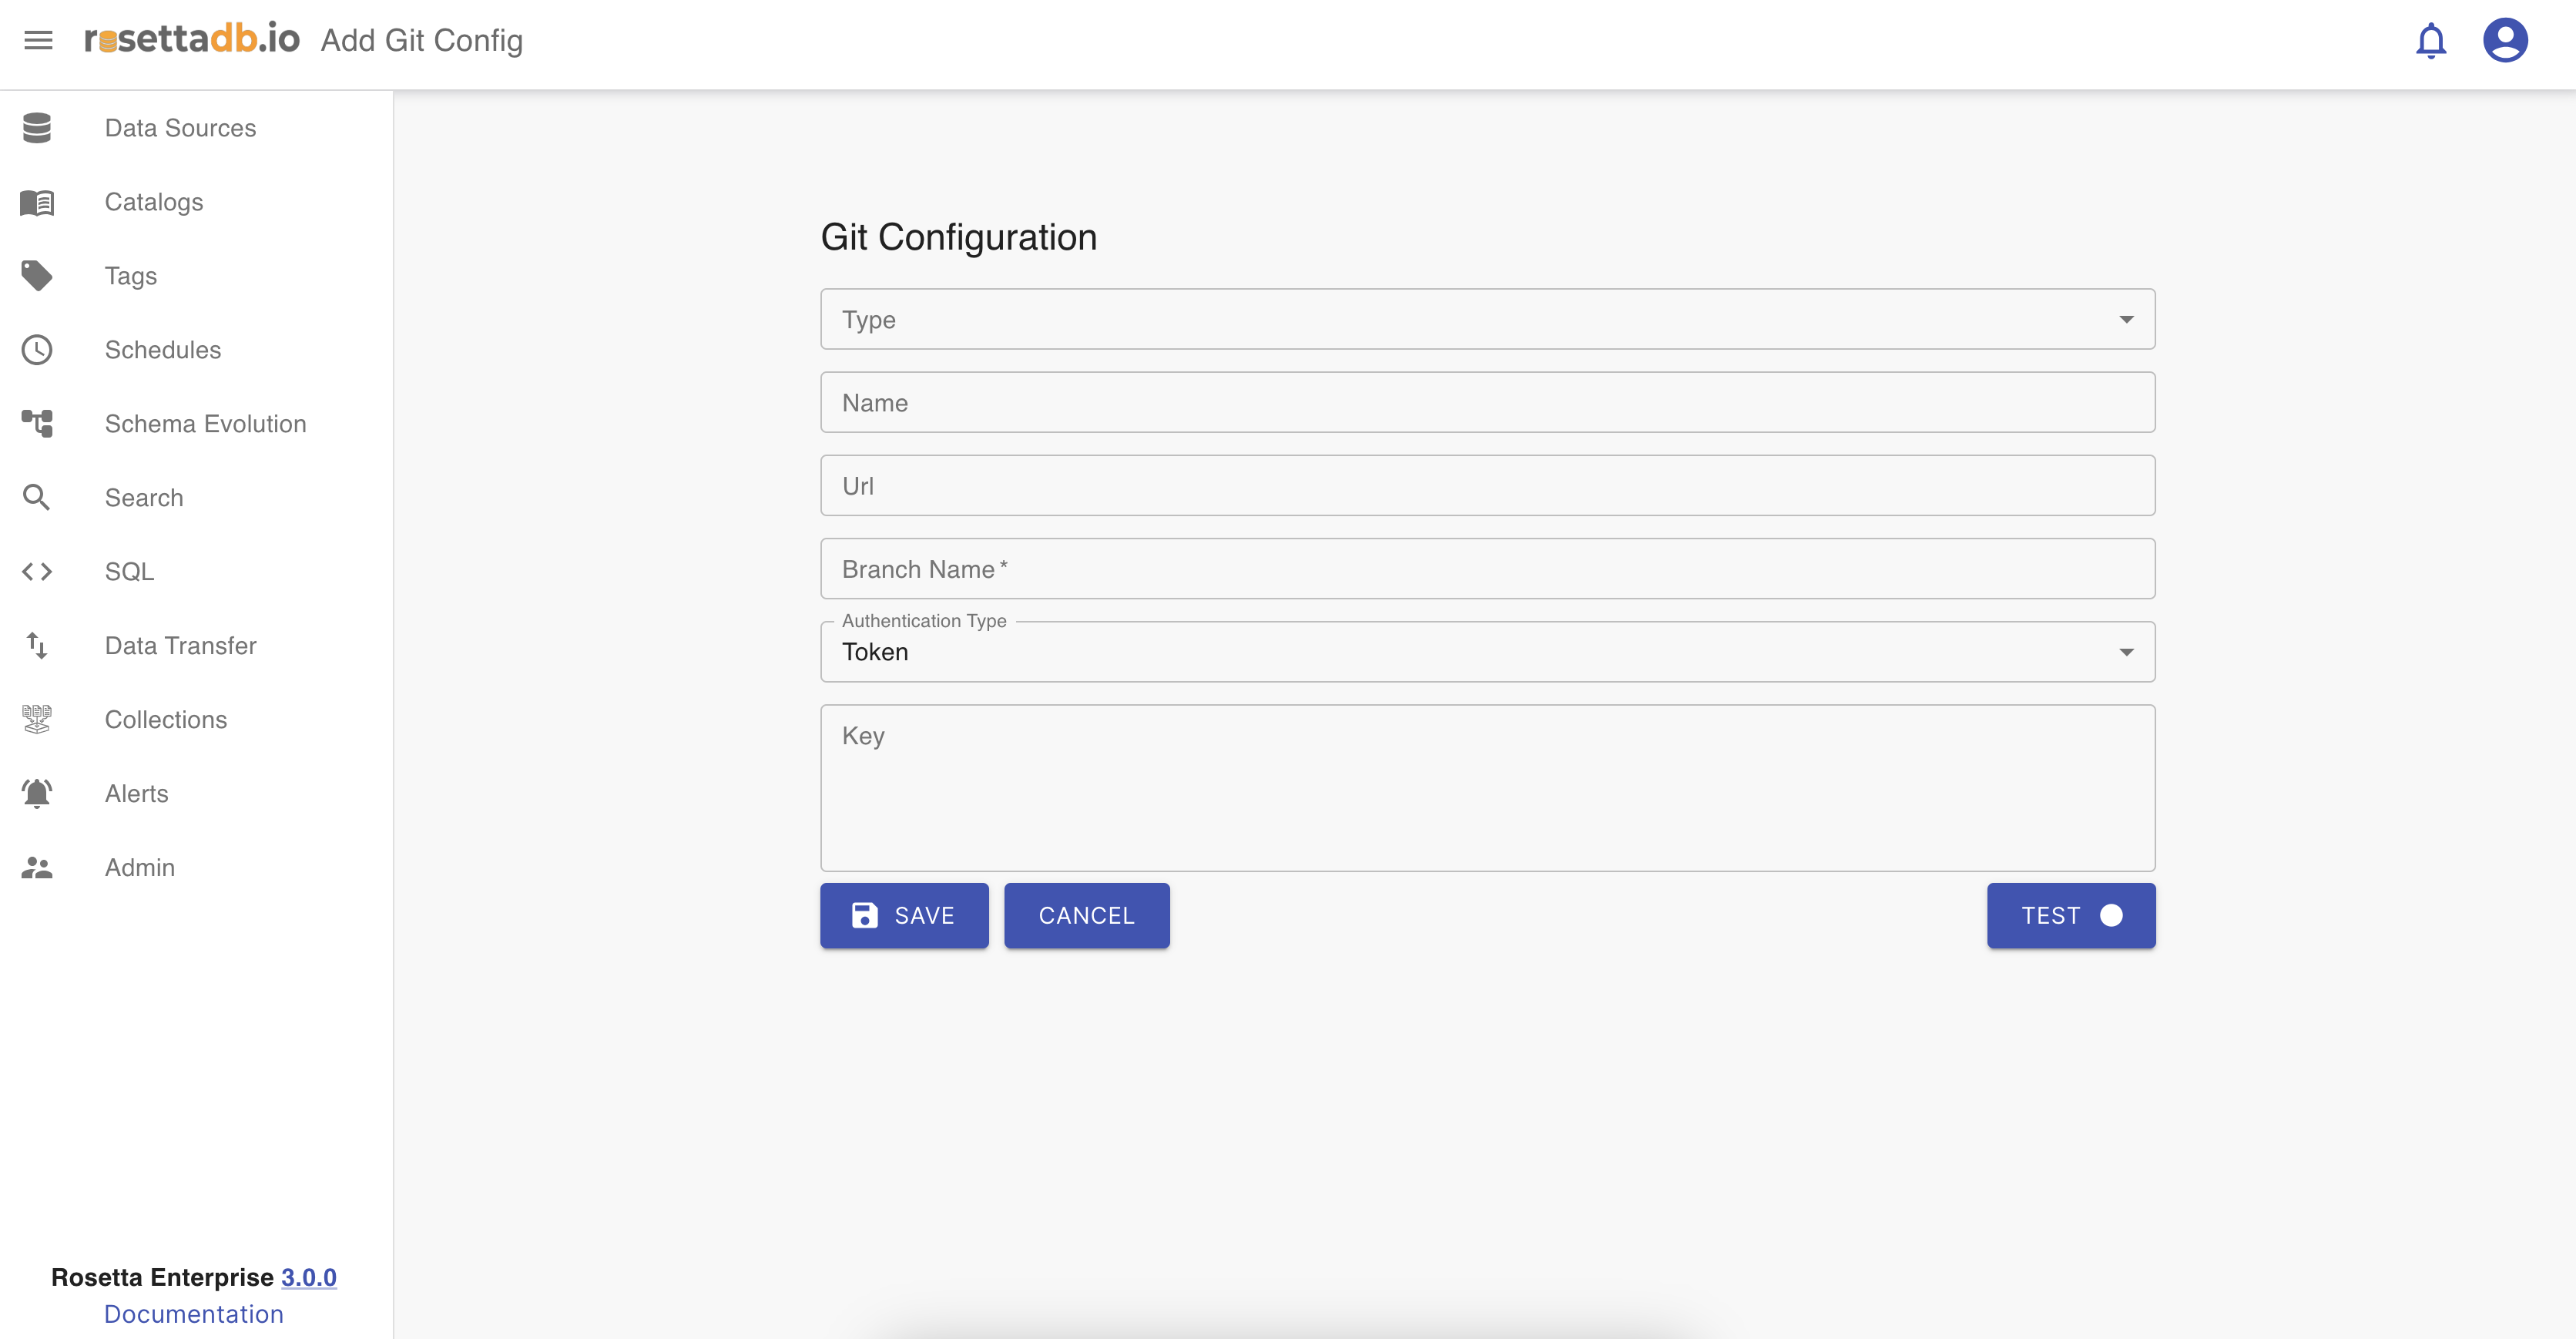 rosettadb.io Add Git Config
Data Sources
Catalogs
Tags
Schedules
Schema Evolution
Search
SQL
Data Transfer
Collections
Alerts
Admin
Rosetta Enterprise 3.0.0
Documentation
Git Configuration
Type
Name
Url
Branch Name *
Authentication Type
Token
Key
SAVE CANCEL TEST